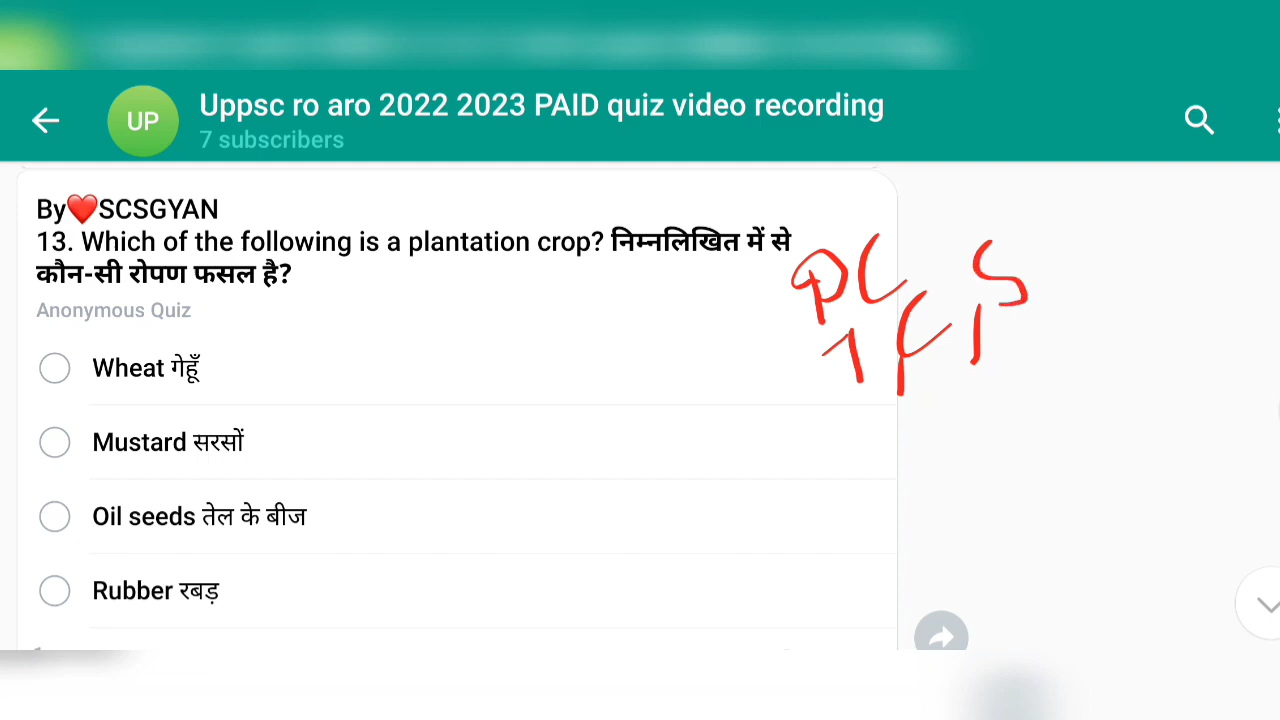 Uppsc ro aro 2022 2023 PAID quiz video recording
UP
7 subscribers
By❤️SCSGYAN
13. Which of the following is a plantation crop? निम्नलिखित में से
कौन-सी रोपण फसल है?
Anonymous Quiz
Wheat गेहूँ
Mustard सरसों
Oil seeds तेल के बीज
Rubber रबड़